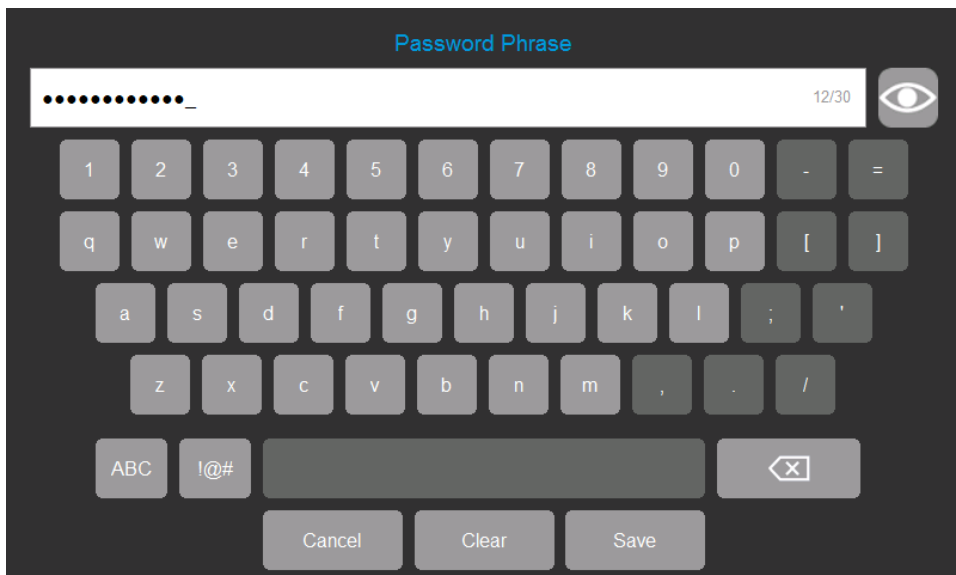 Password Phrase
••••••••••••_ 12/30
1 2 3 4 5 6 7 8 9 0 - =
q w e r t y u i o p [ ]
a s d f g h j k l ; '
z x c v b n m , . /
ABC !@#
Cancel Clear Save